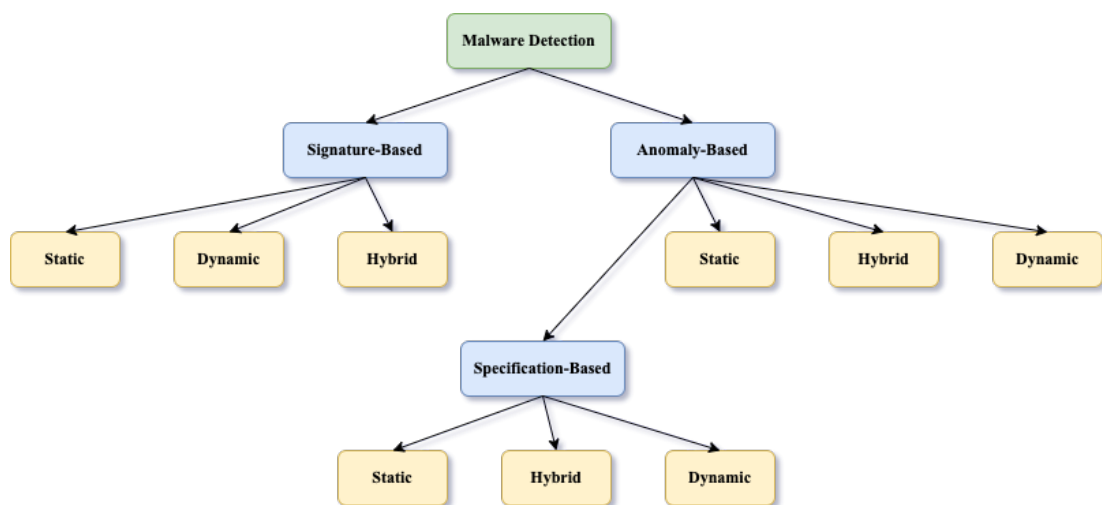 Malware Detection
Signature-Based
Anomaly-Based
Static
Dynamic
Hybrid
Static
Hybrid
Dynamic
Specification-Based
Static
Hybrid
Dynamic